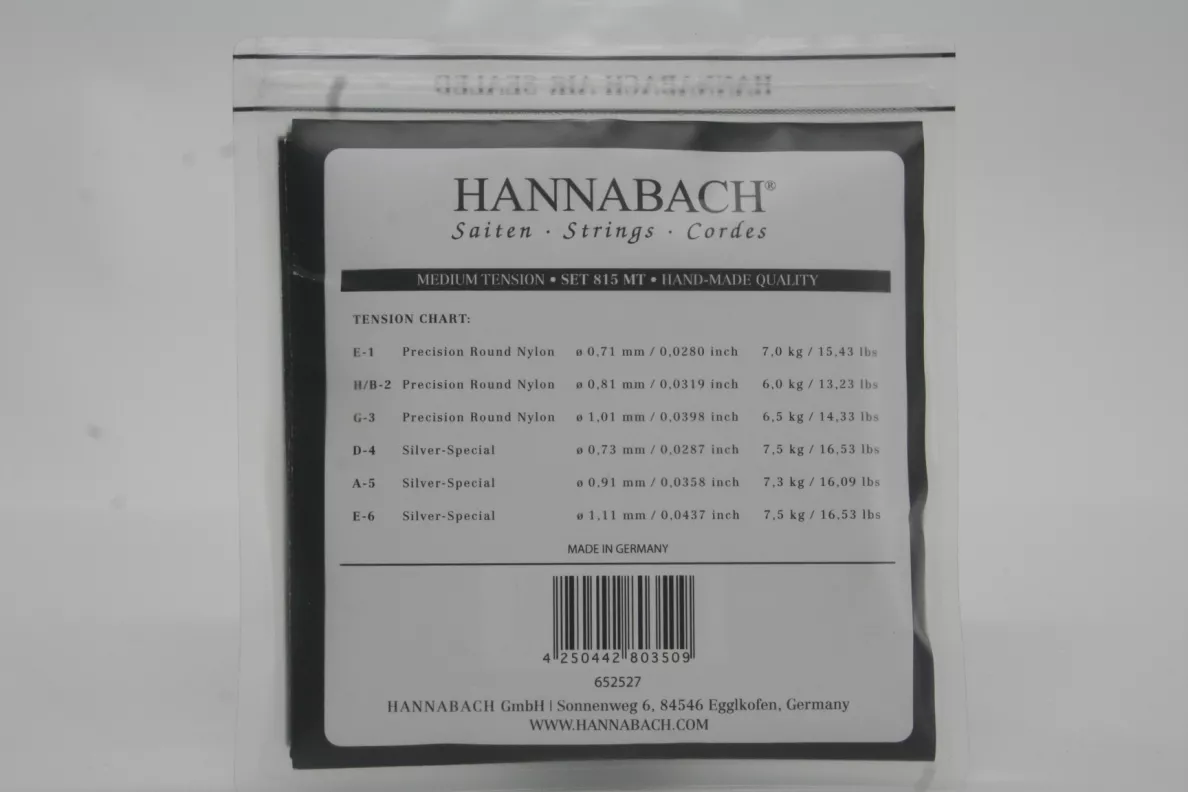 HANNABACH AIR SEALED
HANNABACH®
Saiten · Strings · Cordes
MEDIUM TENSION • SET 815 MT • HAND-MADE QUALITY
TENSION CHART:
E-1 Precision Round Nylon ø 0,71 mm / 0,0280 inch 7,0 kg / 15,43 lbs
H/B-2 Precision Round Nylon ø 0,81 mm / 0,0319 inch 6,0 kg / 13,23 lbs
G-3 Precision Round Nylon ø 1,01 mm / 0,0398 inch 6,5 kg / 14,33 lbs
D-4 Silver-Special ø 0,73 mm / 0,0287 inch 7,5 kg / 16,53 lbs
A-5 Silver-Special ø 0,91 mm / 0,0358 inch 7,3 kg / 16,09 lbs
E-6 Silver-Special ø 1,11 mm / 0,0437 inch 7,5 kg / 16,53 lbs
MADE IN GERMANY
4 250442 803509
652527
HANNABACH GmbH | Sonnenweg 6, 84546 Egglkofen, Germany
WWW.HANNABACH.COM